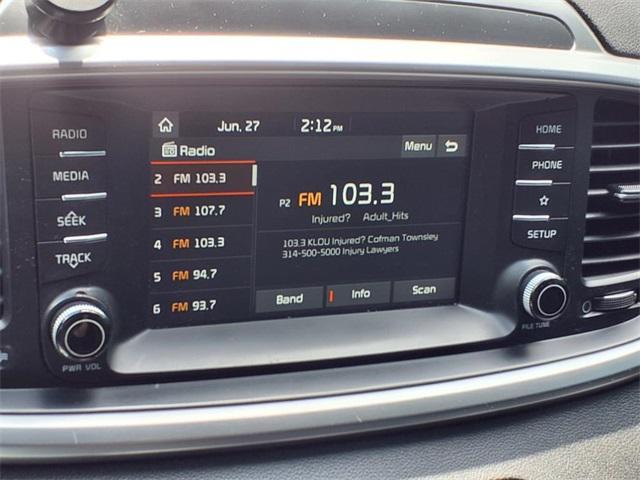 RADIO
MEDIA
SEEK
TRACK
PWR VOL
Jun, 27 2:12 PM
Radio Menu
2 FM 103.3
3 FM 107.7
4 FM 103.3
5 FM 94.7
6 FM 93.7
P2 FM 103.3
Injured? Adult_Hits
103.3 KLOU Injured? Cofman Townsley
314-500-5000 Injury Lawyers
Band Info Scan
HOME
PHONE
SETUP
FILE TUNE